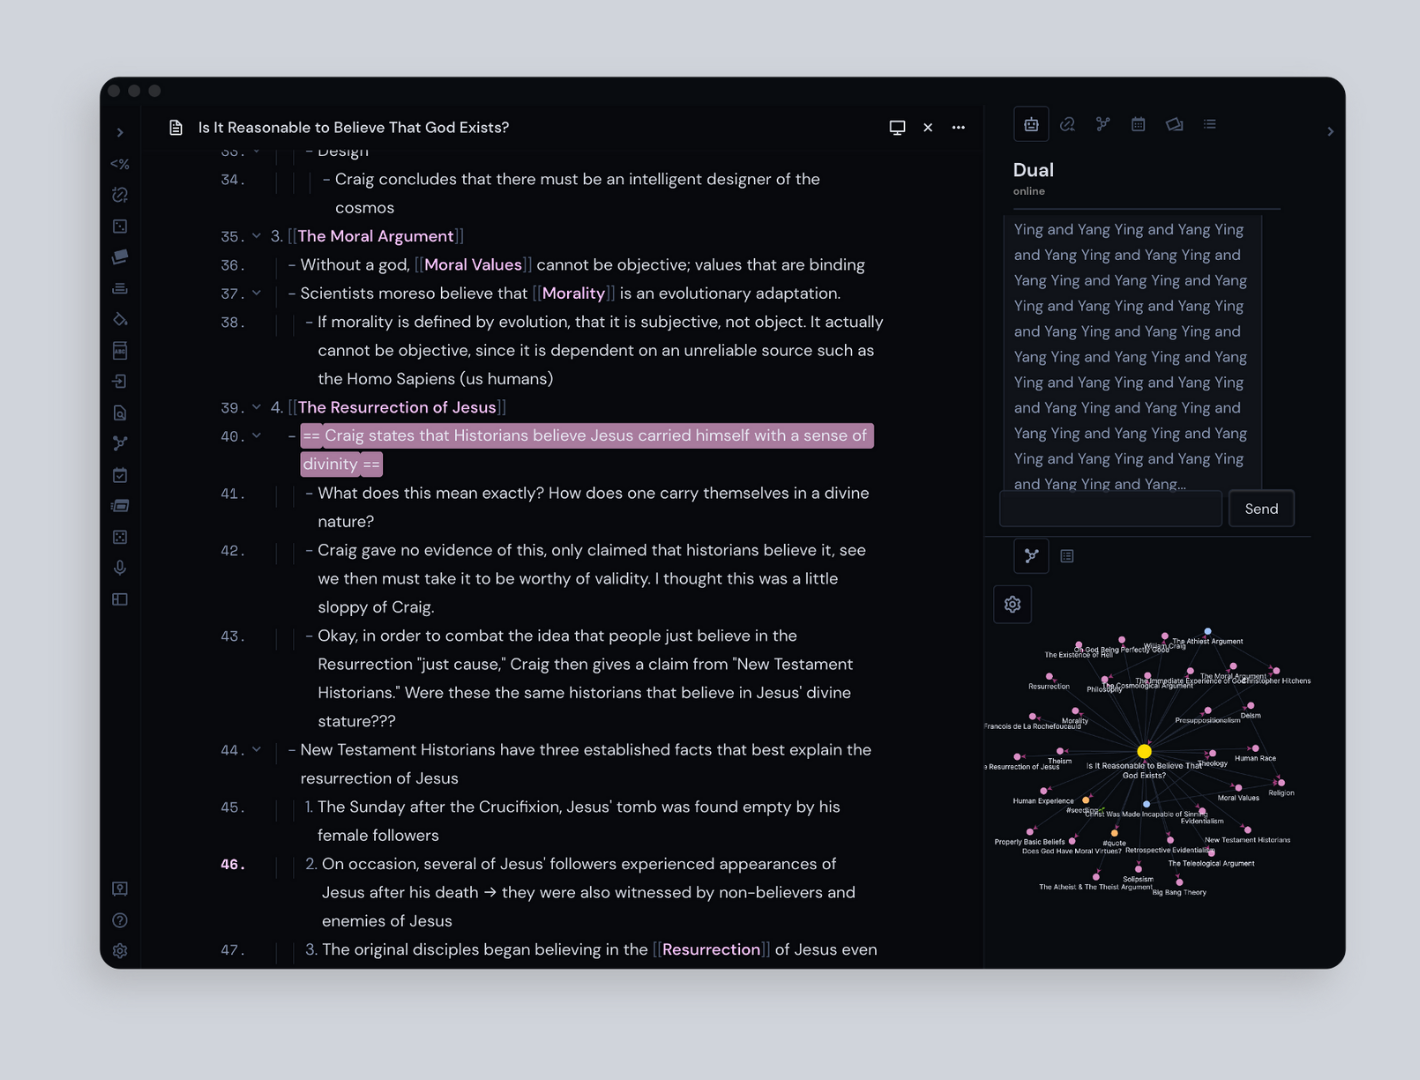 Is It Reasonable to Believe That God Exists?
<%
33. - Design
34. - Craig concludes that there must be an intelligent designer of the
cosmos
35. 3. [[The Moral Argument]]
36. - Without a god, [[Moral Values]] cannot be objective; values that are binding
37. - Scientists moreso believe that [[Morality]] is an evolutionary adaptation.
38. - If morality is defined by evolution, that it is subjective, not object. It actually
cannot be objective, since it is dependent on an unreliable source such as
the Homo Sapiens (us humans)
39. 4. [[The Resurrection of Jesus]]
40. - == Craig states that Historians believe Jesus carried himself with a sense of
divinity ==
41. - What does this mean exactly? How does one carry themselves in a divine
nature?
42. - Craig gave no evidence of this, only claimed that historians believe it, see
we then must take it to be worthy of validity. I thought this was a little
sloppy of Craig.
43. - Okay, in order to combat the idea that people just believe in the
Resurrection "just cause," Craig then gives a claim from "New Testament
Historians." Were these the same historians that believe in Jesus' divine
stature???
44. - New Testament Historians have three established facts that best explain the
resurrection of Jesus
45. 1. The Sunday after the Crucifixion, Jesus' tomb was found empty by his
female followers
46. 2. On occasion, several of Jesus' followers experienced appearances of
Jesus after his death → they were also witnessed by non-believers and
enemies of Jesus
47. 3. The original disciples began believing in the [[Resurrection]] of Jesus even
Dual
online
Ying and Yang Ying and Yang Ying
and Yang Ying and Yang Ying and
Yang Ying and Yang Ying and Yang
Ying and Yang Ying and Yang Ying
and Yang Ying and Yang Ying and
Yang Ying and Yang Ying and Yang
Ying and Yang Ying and Yang Ying
and Yang Ying and Yang Ying and
Yang Ying and Yang Ying and Yang
Ying and Yang Ying and Yang Ying
and Yang Ying and Yang...
Send
The Athiest Argument
William Craig
On God Being Perfectly Good
The Existence of Hell
The Moral Argument
The Immediate Experience of God
Christopher Hitchens
The Cosmological Argument
Philosophy
Resurrection
Deism
Presuppositionalism
Morality
Francois de La Rochefoucauld
Human Race
Theology
Theism
e Resurrection of Jesus
Is It Reasonable to Believe That
God Exists?
Religion
Moral Values
Human Experience
#seedling
Christ Was Made Incapable of Sinning
Evidentialism
New Testament Historians
Properly Basic Beliefs
#quote
Does God Have Moral Virtues?
Retrospective Evidentialism
The Teleological Argument
Solipsism
The Atheist & The Theist Argument
Big Bang Theory